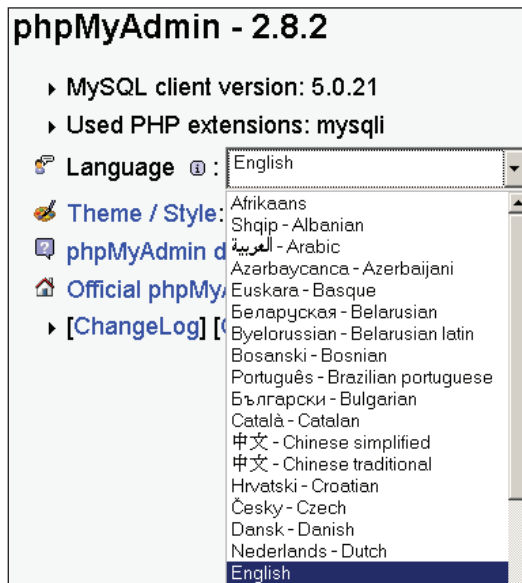 phpMyAdmin - 2.8.2
MySQL client version: 5.0.21
Used PHP extensions: mysqli
Language : English
Theme / Style:
phpMyAdmin d
Official phpMyA
[ChangeLog] [
Afrikaans
Shqip - Albanian
العربية - Arabic
Azərbaycanca - Azerbaijani
Euskara - Basque
Беларуская - Belarusian
Byelorussian - Belarusian latin
Bosanski - Bosnian
Português - Brazilian portuguese
Български - Bulgarian
Català - Catalan
中文 - Chinese simplified
中文 - Chinese traditional
Hrvatski - Croatian
Česky - Czech
Dansk - Danish
Nederlands - Dutch
English